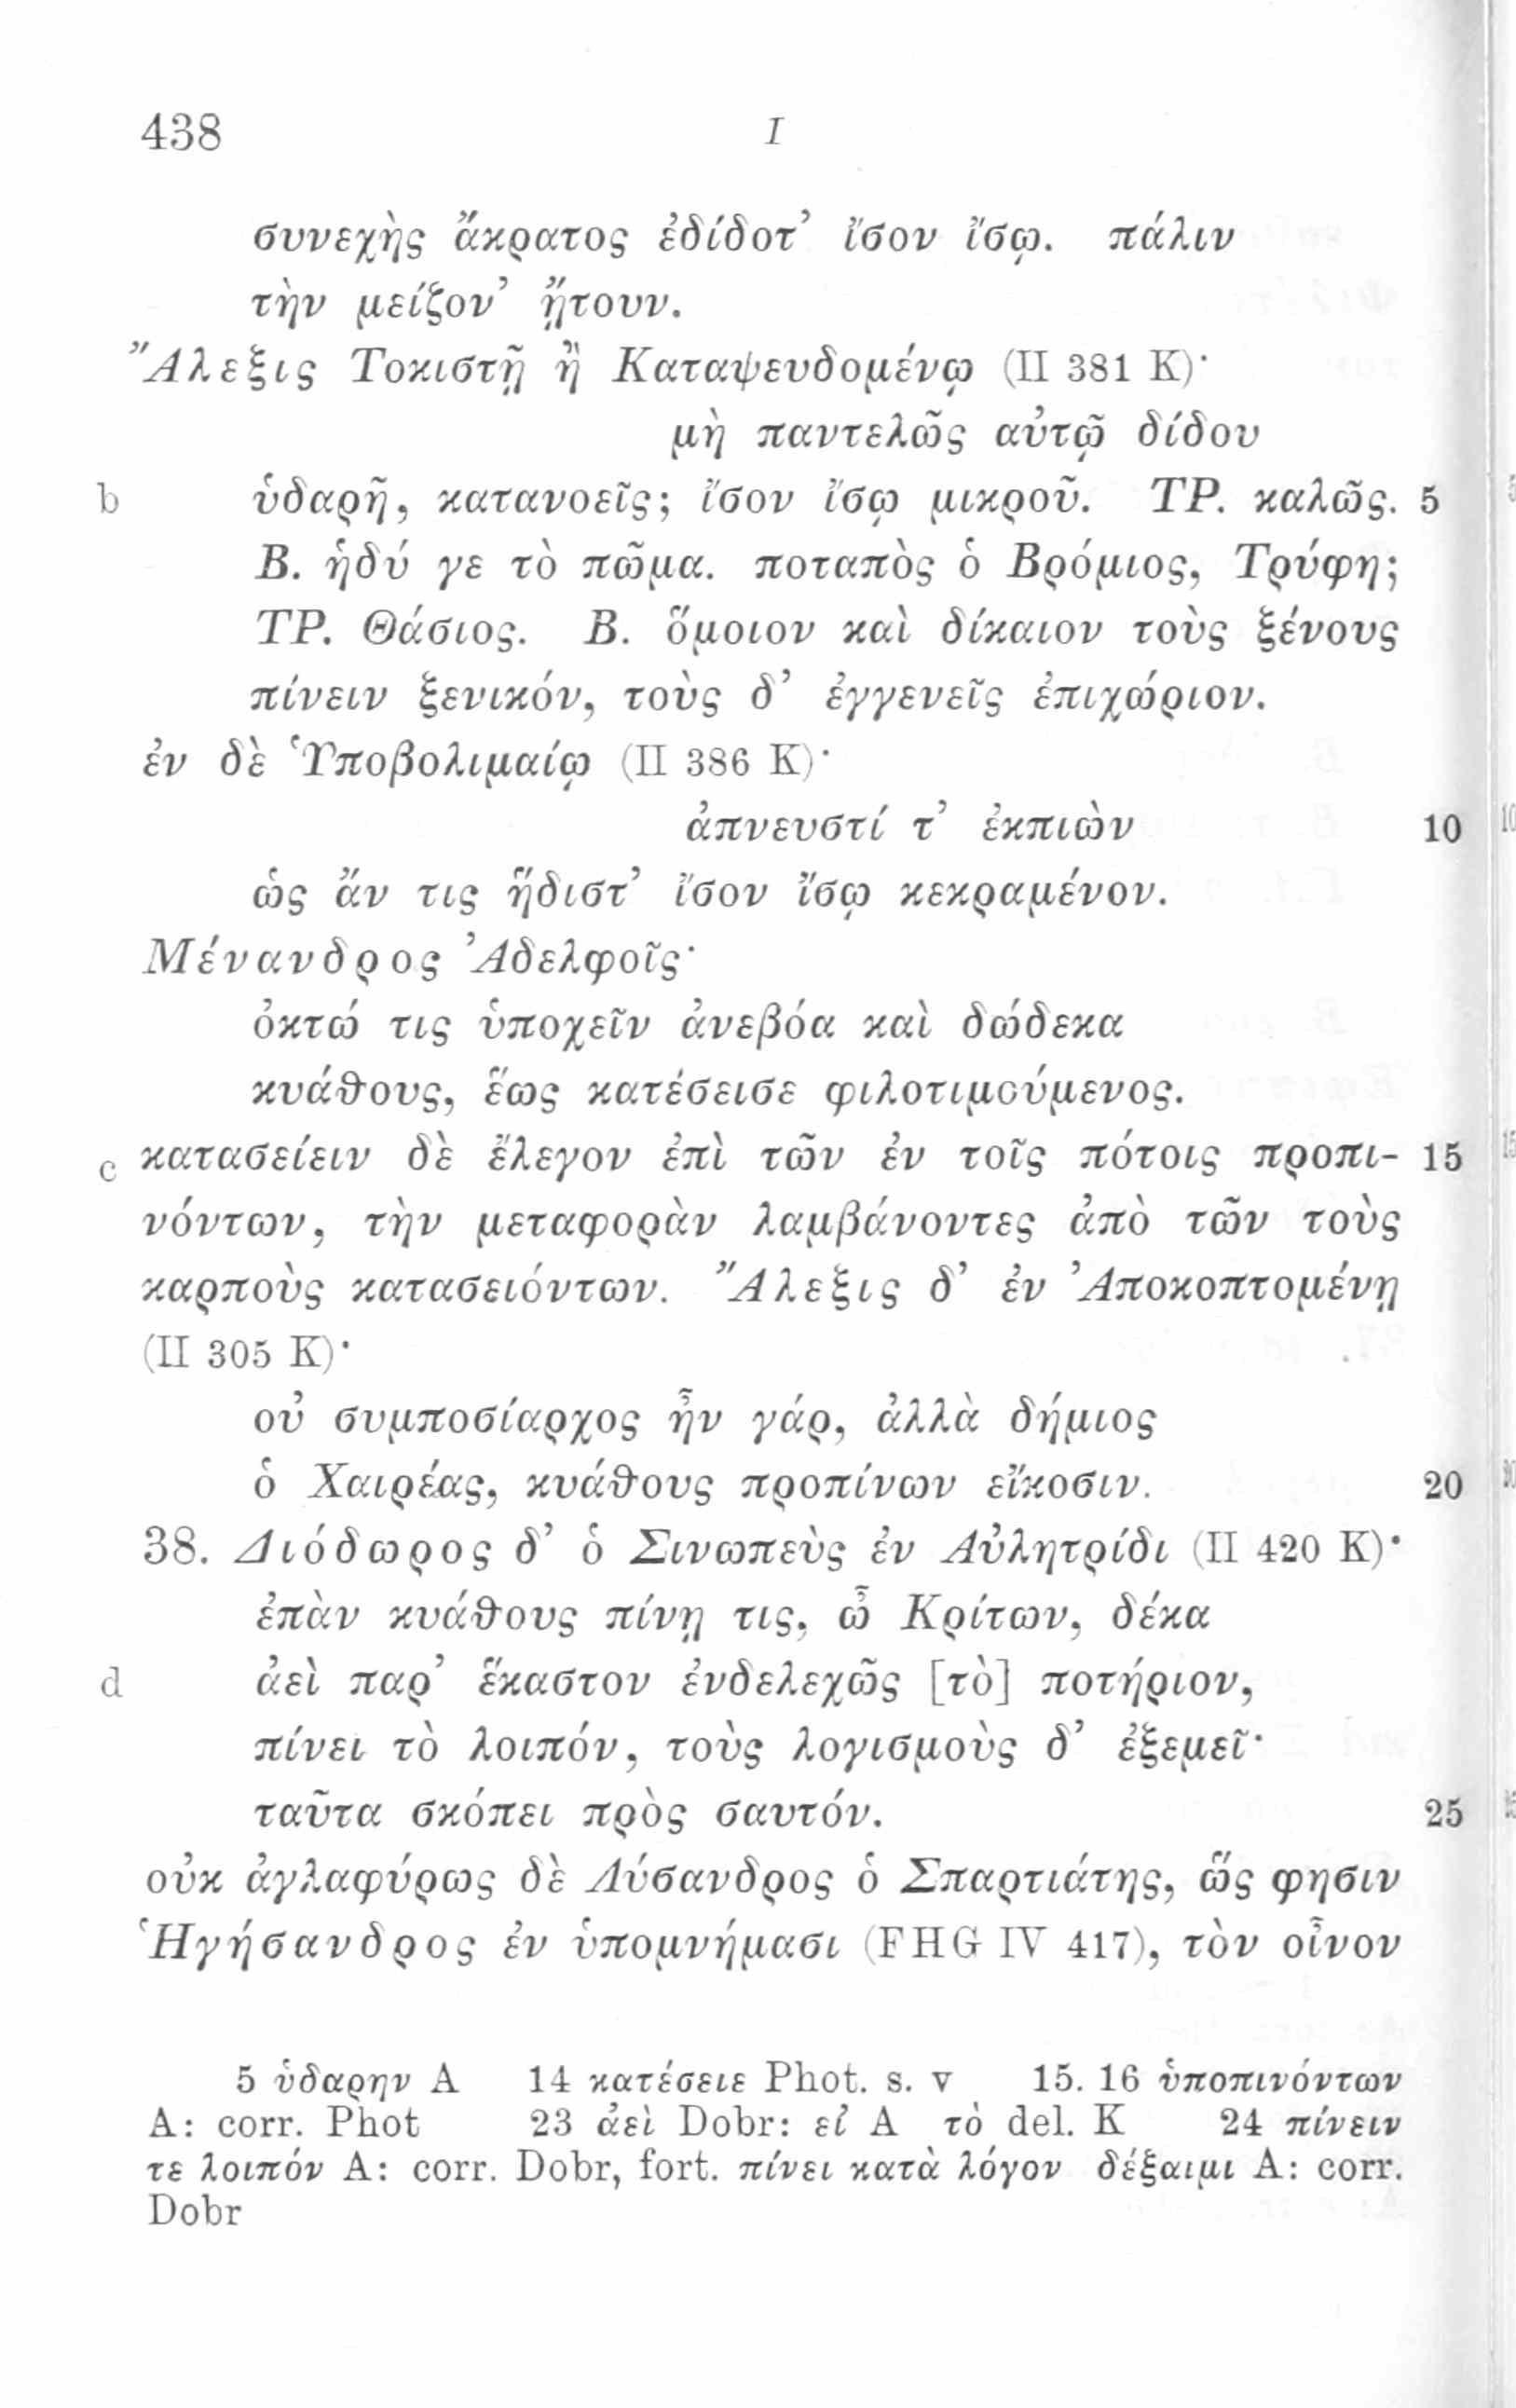 438 I
συνεχὴς ἄκρατος ἐδίδοτ’ ἴσον ἴσῳ. πάλιν
τὴν μείζον’ ᾔτουν.
Ἄλεξις Τοκιστῇ ἢ Καταψευδομένῳ (II 381 K)·
μὴ παντελῶς αὐτῷ δίδου
b ὑδαρῆ, κατανοεῖς; ἴσον ἴσῳ μικροῦ. ΤΡ. καλῶς. 5
Β. ἡδύ γε τὸ πῶμα. ποταπὸς ὁ Βρόμιος, Τρύφη;
ΤΡ. Θάσιος. Β. ὅμοιον καὶ δίκαιον τοὺς ξένους
πίνειν ξενικόν, τοὺς δ’ ἐγγενεῖς ἐπιχώριον.
ἐν δὲ Ὑποβολιμαίῳ (II 386 K)·
ἀπνευστί τ’ ἐκπιὼν 10
ὡς ἄν τις ἥδιστ’ ἴσον ἴσῳ κεκραμένον.
Μένανδρος Ἀδελφοῖς·
ὀκτώ τις ὑποχεῖν ἀνεβόα καὶ δώδεκα
κυάθους, ἕως κατέσεισε φιλοτιμούμενος.
c κατασείειν δὲ ἔλεγον ἐπὶ τῶν ἐν τοῖς πότοις προπι- 15
νόντων, τὴν μεταφορὰν λαμβάνοντες ἀπὸ τῶν τοὺς
καρποὺς κατασειόντων. Ἄλεξις δ’ ἐν Ἀποκοπτομένῃ
(II 305 K)·
οὐ συμποσίαρχος ἦν γάρ, ἀλλὰ δήμιος
ὁ Χαιρέας, κυάθους προπίνων εἴκοσιν. 20
38. Διόδωρος δ’ ὁ Σινωπεὺς ἐν Αὐλητρίδι (II 420 K)·
ἐπὰν κυάθους πίνῃ τις, ὦ Κρίτων, δέκα
d ἀεὶ παρ’ ἕκαστον ἐνδελεχῶς [τὸ] ποτήριον,
πίνει τὸ λοιπόν, τοὺς λογισμοὺς δ’ ἐξεμεῖ·
ταῦτα σκόπει πρὸς σαυτόν. 25
οὐκ ἀγλαφύρως δὲ Λύσανδρος ὁ Σπαρτιάτης, ὥς φησιν
Ἡγήσανδρος ἐν ὑπομνήμασι (FHG IV 417), τὸν οἶνον
5 ὑδαρην A 14 κατέσειε Phot. s. v 15. 16 ὑποπινόντων
A: corr. Phot 23 ἀεὶ Dobr: εἰ A τὸ del. K 24 πίνειν
τε λοιπόν A: corr. Dobr, fort. πίνει κατὰ λόγον δέξαιμι A: corr.
Dobr